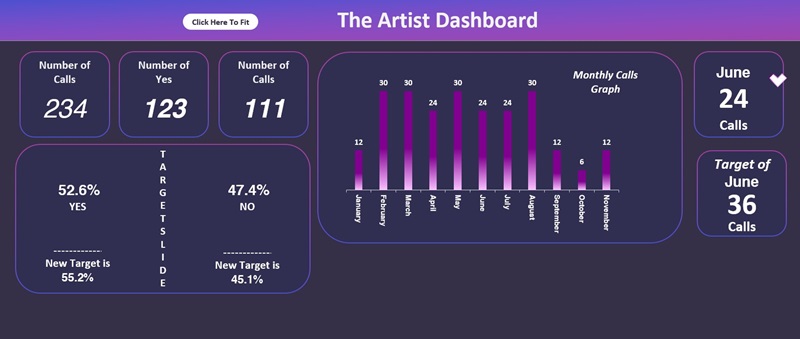 Click Here To Fit
The Artist Dashboard
Number of
Calls
234
Number of
Yes
123
Number of
Calls
111
TARGETSLIDE
52.6%
YES
New Target is
55.2%
47.4%
NO
New Target is
45.1%
Monthly Calls
Graph
12
30
30
24
30
24
24
30
12
6
12
January
February
March
April
May
June
July
August
September
October
November
June
24
Calls
Target of
June
36
Calls